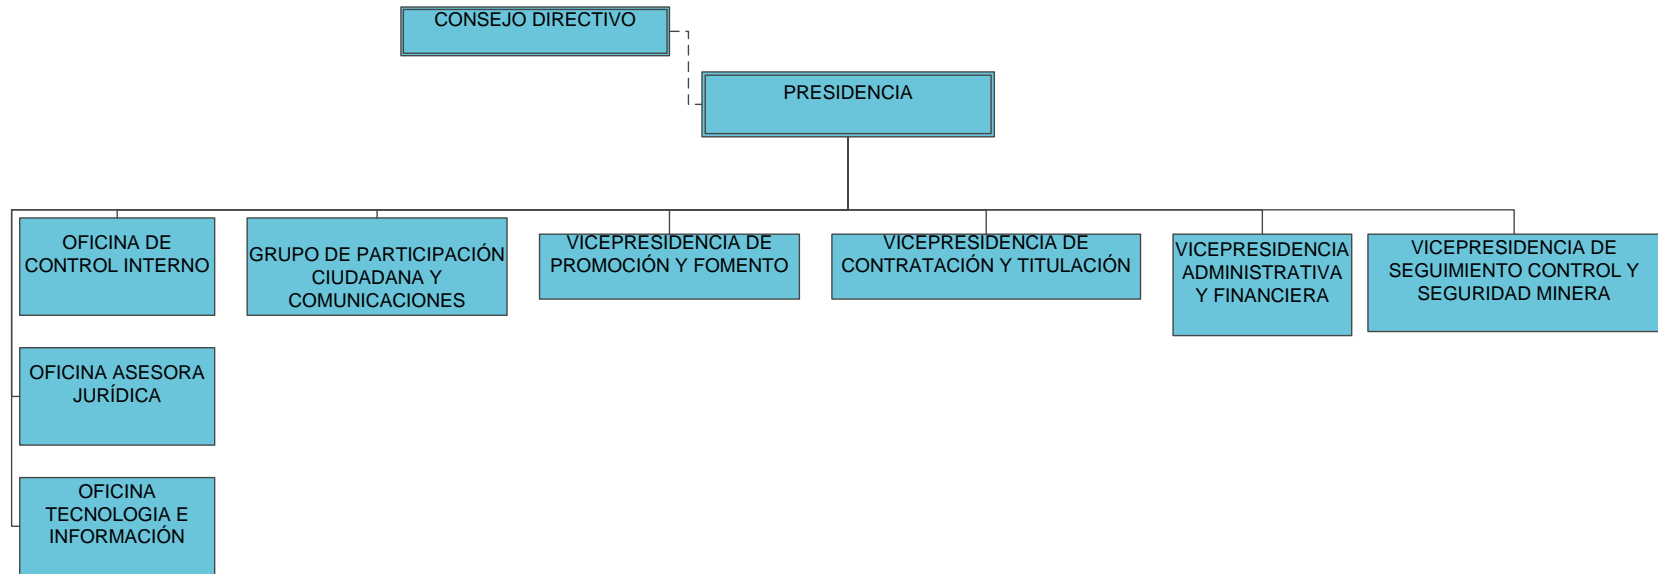 CONSEJO DIRECTIVO
PRESIDENCIA
OFICINA DE
CONTROL INTERNO
GRUPO DE PARTICIPACIÓN
CIUDADANA Y
COMUNICACIONES
VICEPRESIDENCIA DE
PROMOCIÓN Y FOMENTO
VICEPRESIDENCIA DE
CONTRATACIÓN Y TITULACIÓN
VICEPRESIDENCIA
ADMINISTRATIVA
Y FINANCIERA
VICEPRESIDENCIA DE
SEGUIMIENTO CONTROL Y
SEGURIDAD MINERA
OFICINA ASESORA
JURÍDICA
OFICINA
TECNOLOGIA E
INFORMACIÓN